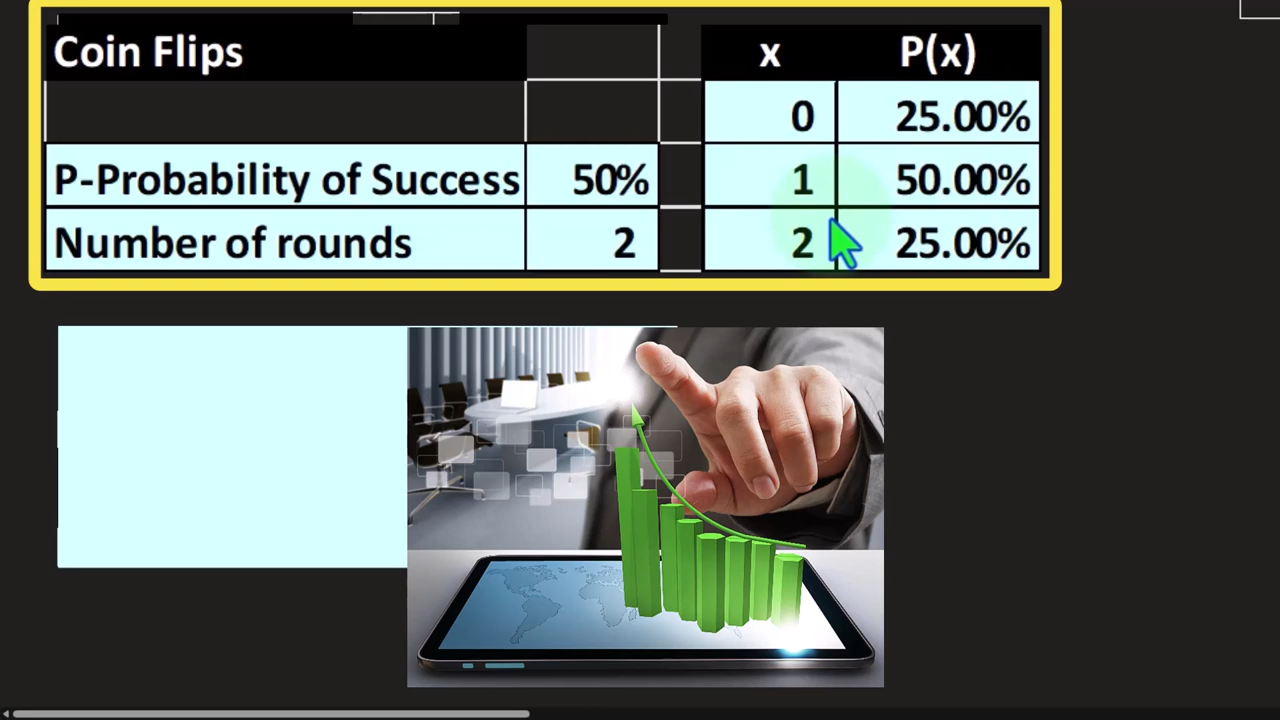 Coin Flips
x P(x)
0 25.00%
P-Probability of Success 50% 1 50.00%
Number of rounds 2 2 25.00%